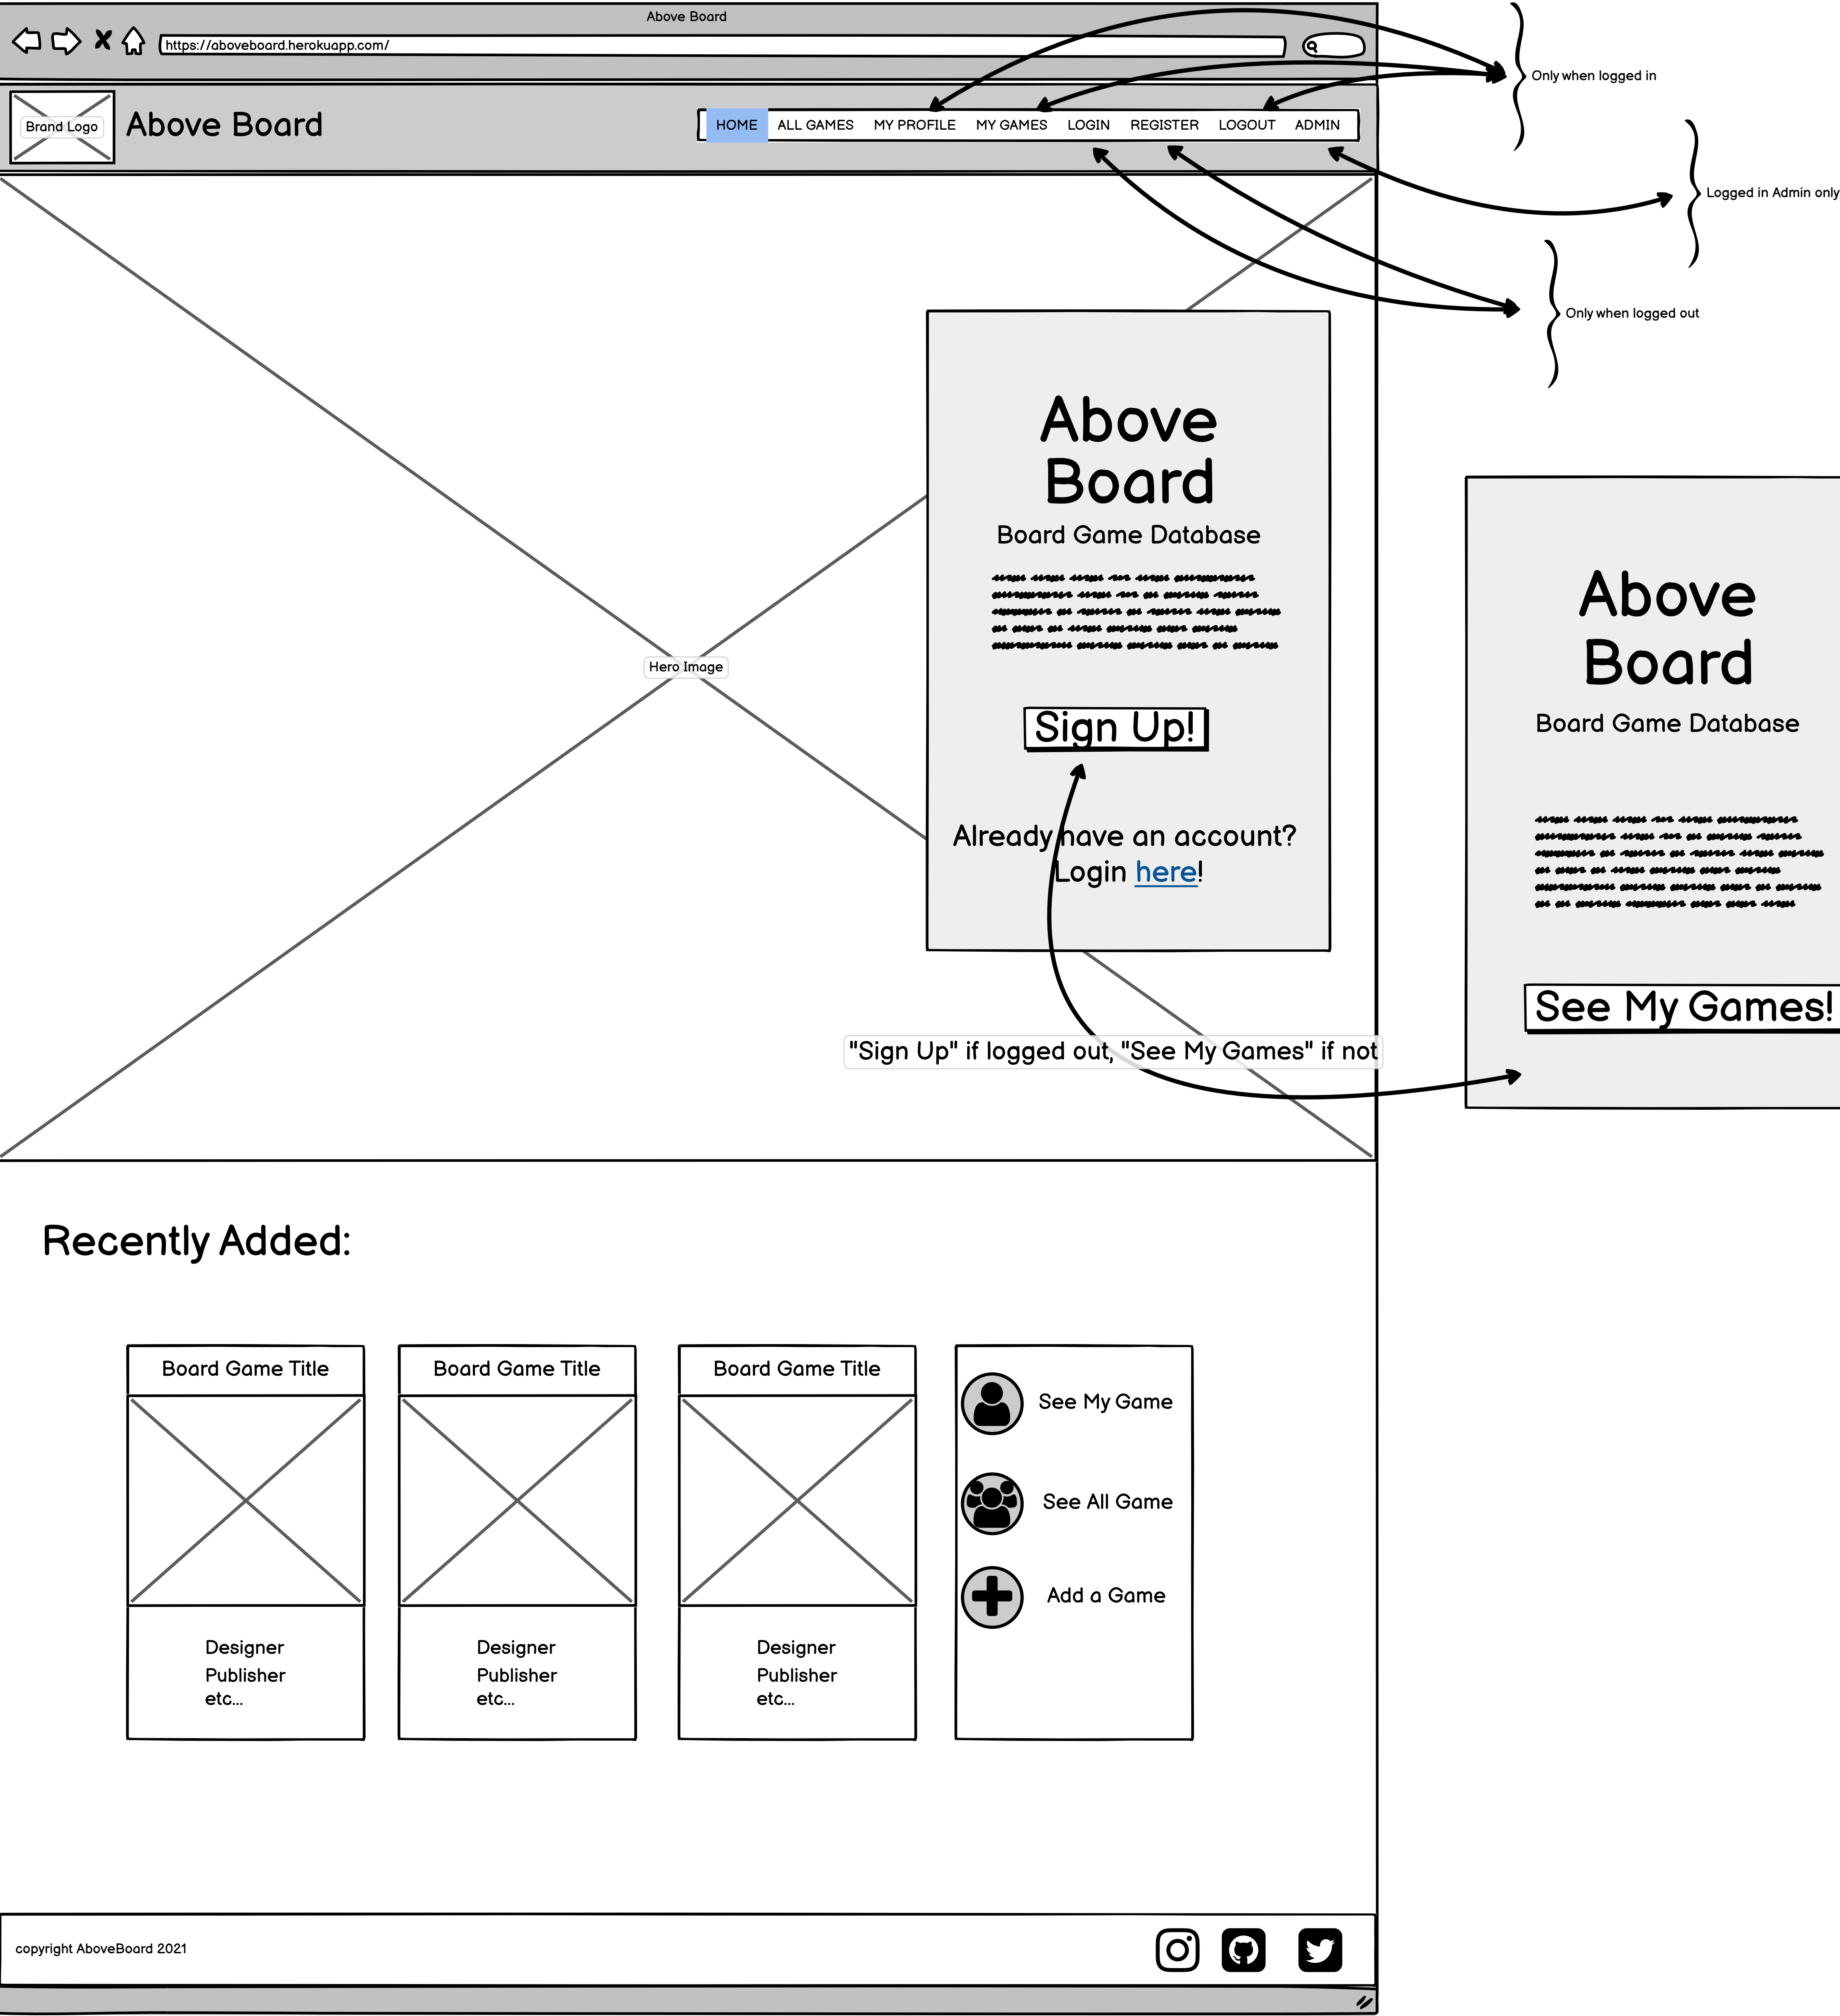 Above Board
https://aboveboard.herokuapp.com/
Only when logged in
Brand Logo
Above Board
HOME ALL GAMES MY PROFILE MY GAMES LOGIN REGISTER LOGOUT ADMIN
Logged in Admin only
Only when logged out
Above
Board
Board Game Database
Sign Up!
Already have an account?
Login here!
Hero Image
Above
Board
Board Game Database
See My Games!
"Sign Up" if logged out, "See My Games" if not
Recently Added:
Board Game Title
Designer
Publisher
etc...
Board Game Title
Designer
Publisher
etc...
Board Game Title
Designer
Publisher
etc...
See My Game
See All Game
Add a Game
copyright AboveBoard 2021